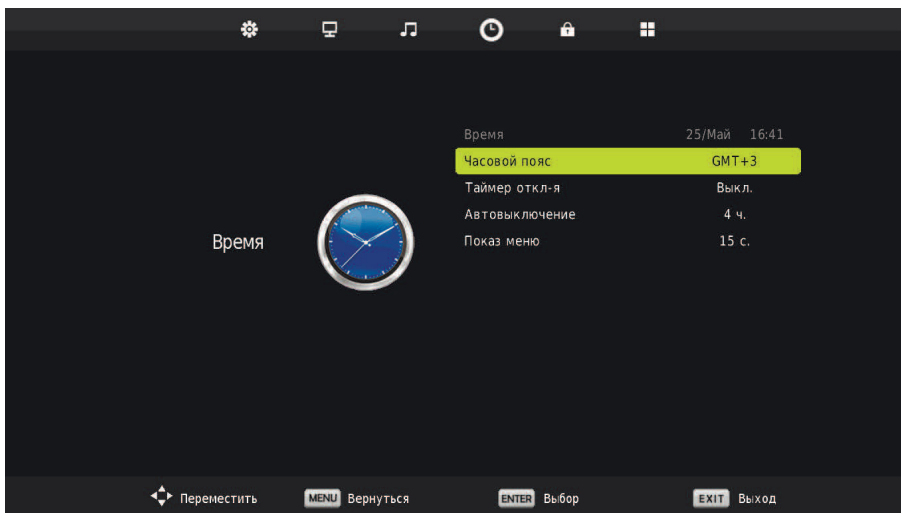 Время 25/Май 16:41
Часовой пояс GMT+3
Таймер откл-я Выкл.
Автовыключение 4 ч.
Время
Показ меню 15 с.
Переместить MENU Вернуться ENTER Выбор EXIT Выход